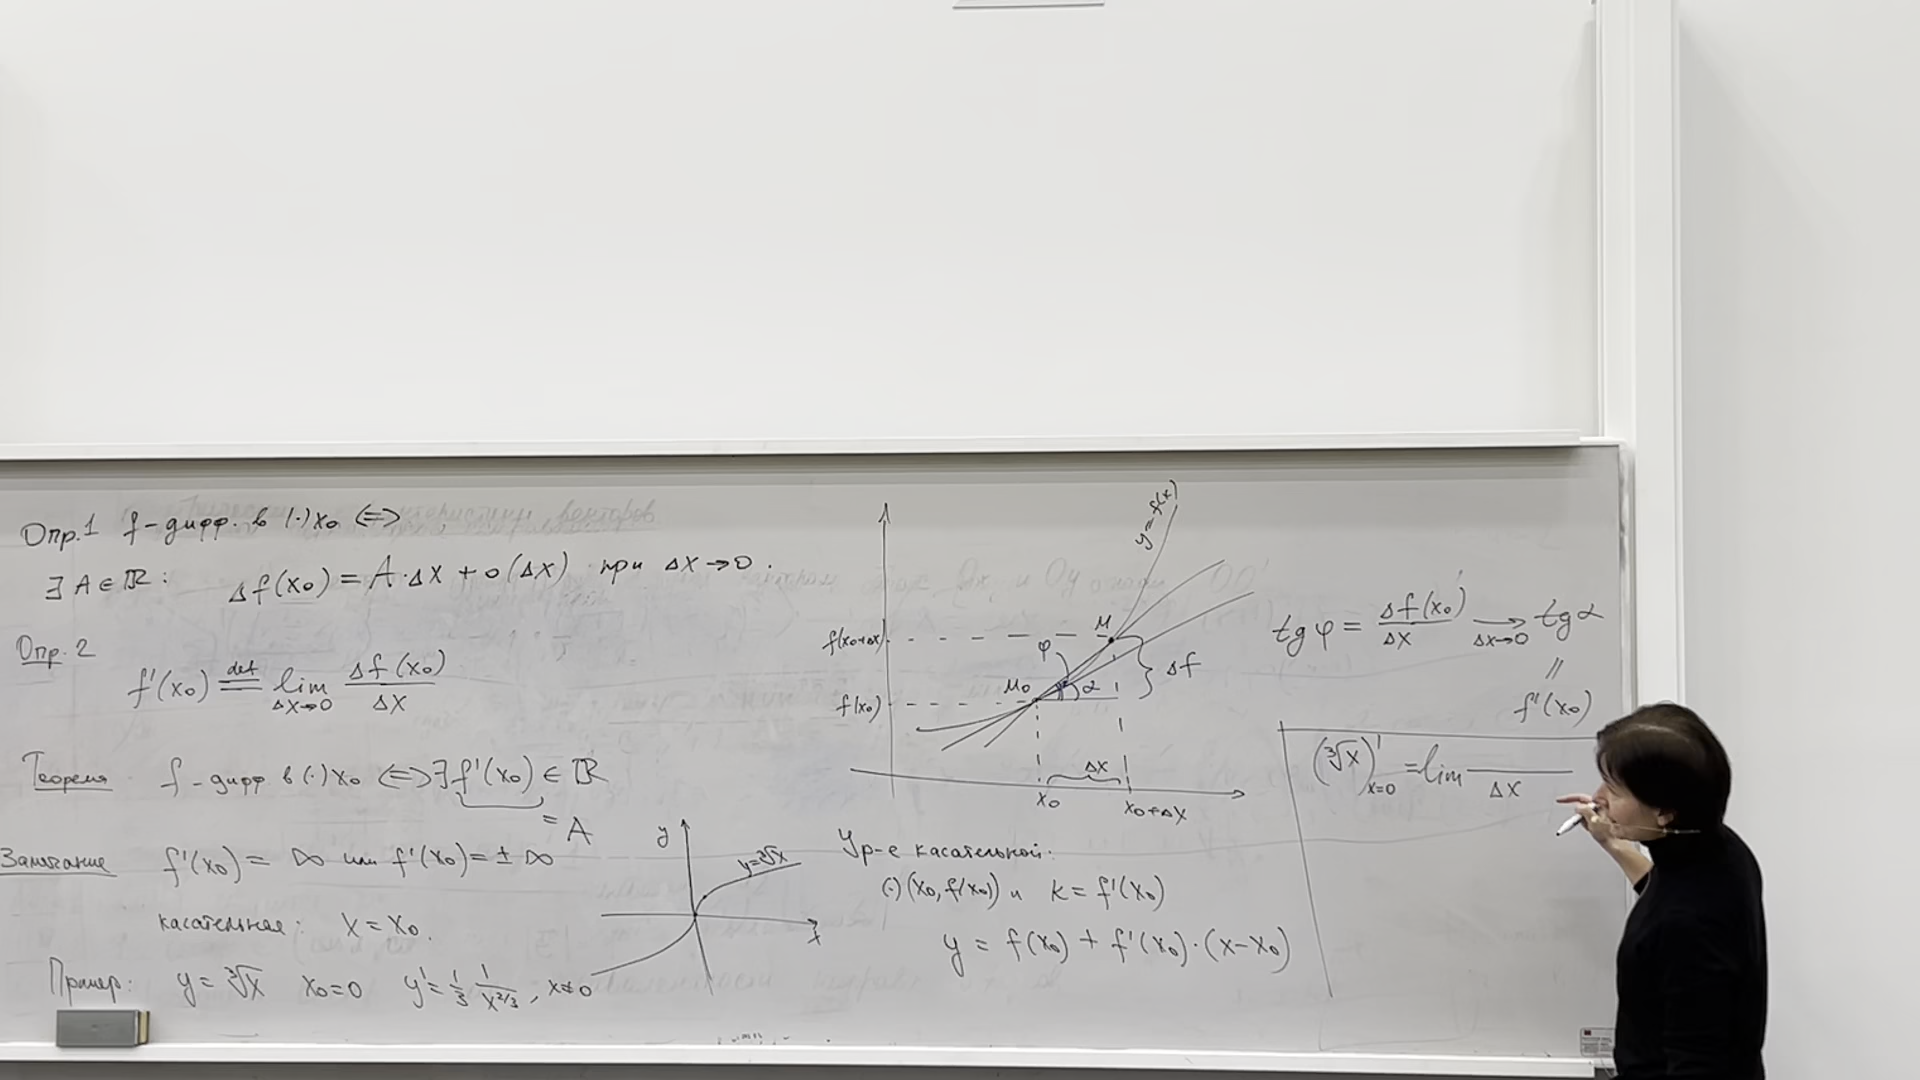 Опр.1 f - дифф. в (·) x₀ ⟺
∃ A ∈ ℝ : Δf(x₀) = A·Δx + o(Δx) при Δx→0.
Опр. 2
f'(x₀) ≝ lim_{Δx→0} Δf(x₀)/Δx
Теорема f - дифф в (·) x₀ ⟺ ∃ f'(x₀) ∈ ℝ
= A
Замечание f'(x₀) = ∞ или f'(x₀) = ± ∞
касательная: x = x₀.
Пример: y = ∛x x₀ = 0 y' = 1/3 · 1/x^{2/3}, x ≠ 0
y
y = ∛x
x
y = f(x)
f(x₀+Δx)
M
φ
Δf
M₀
α
f(x₀)
Δx
x₀
x₀+Δx
Ур-е касательной:
(·) (x₀, f(x₀)) и k = f'(x₀)
y = f(x₀) + f'(x₀)·(x-x₀)
tg φ = Δf(x₀)/Δx →_{Δx→0} tg α
||
f'(x₀)
(∛x)'_{x=0} = lim —/Δx